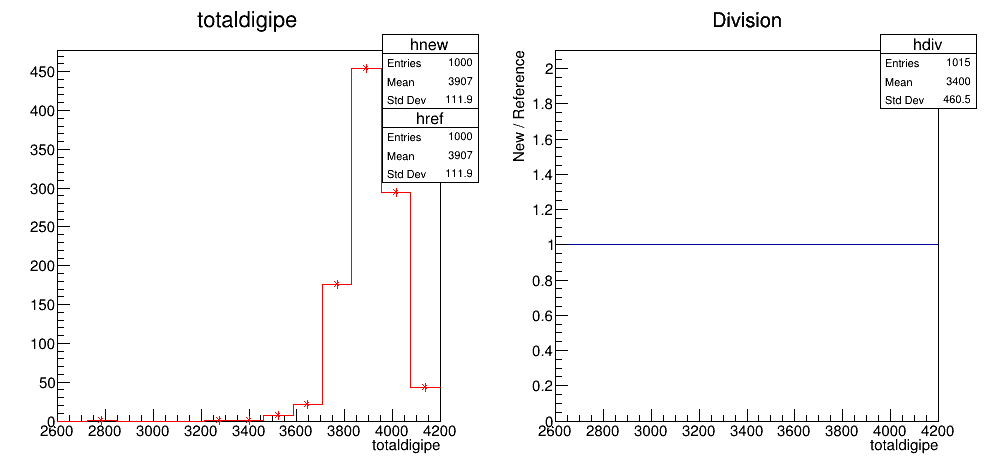 totaldigipe
hnew
Entries 1000
Mean 3907
Std Dev 111.9
href
Entries 1000
Mean 3907
Std Dev 111.9
450
400
350
300
250
200
150
100
50
0
2600 2800 3000 3200 3400 3600 3800 4000 4200
totaldigipe
Division
hdiv
Entries 1015
Mean 3400
Std Dev 460.5
New / Reference
2
1.8
1.6
1.4
1.2
1
0.8
0.6
0.4
0.2
0
2600 2800 3000 3200 3400 3600 3800 4000 4200
totaldigipe